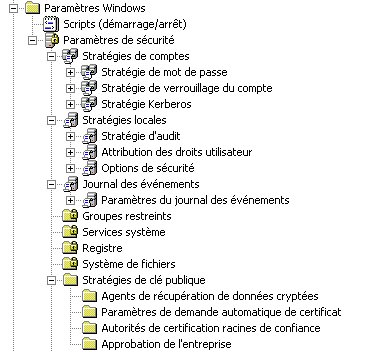 Paramètres Windows
Scripts (démarrage/arrêt)
Paramètres de sécurité
Stratégies de comptes
Stratégie de mot de passe
Stratégie de verrouillage du compte
Stratégie Kerberos
Stratégies locales
Stratégie d'audit
Attribution des droits utilisateur
Options de sécurité
Journal des événements
Paramètres du journal des événements
Groupes restreints
Services système
Registre
Système de fichiers
Stratégies de clé publique
Agents de récupération de données cryptées
Paramètres de demande automatique de certificat
Autorités de certification racines de confiance
Approbation de l'entreprise